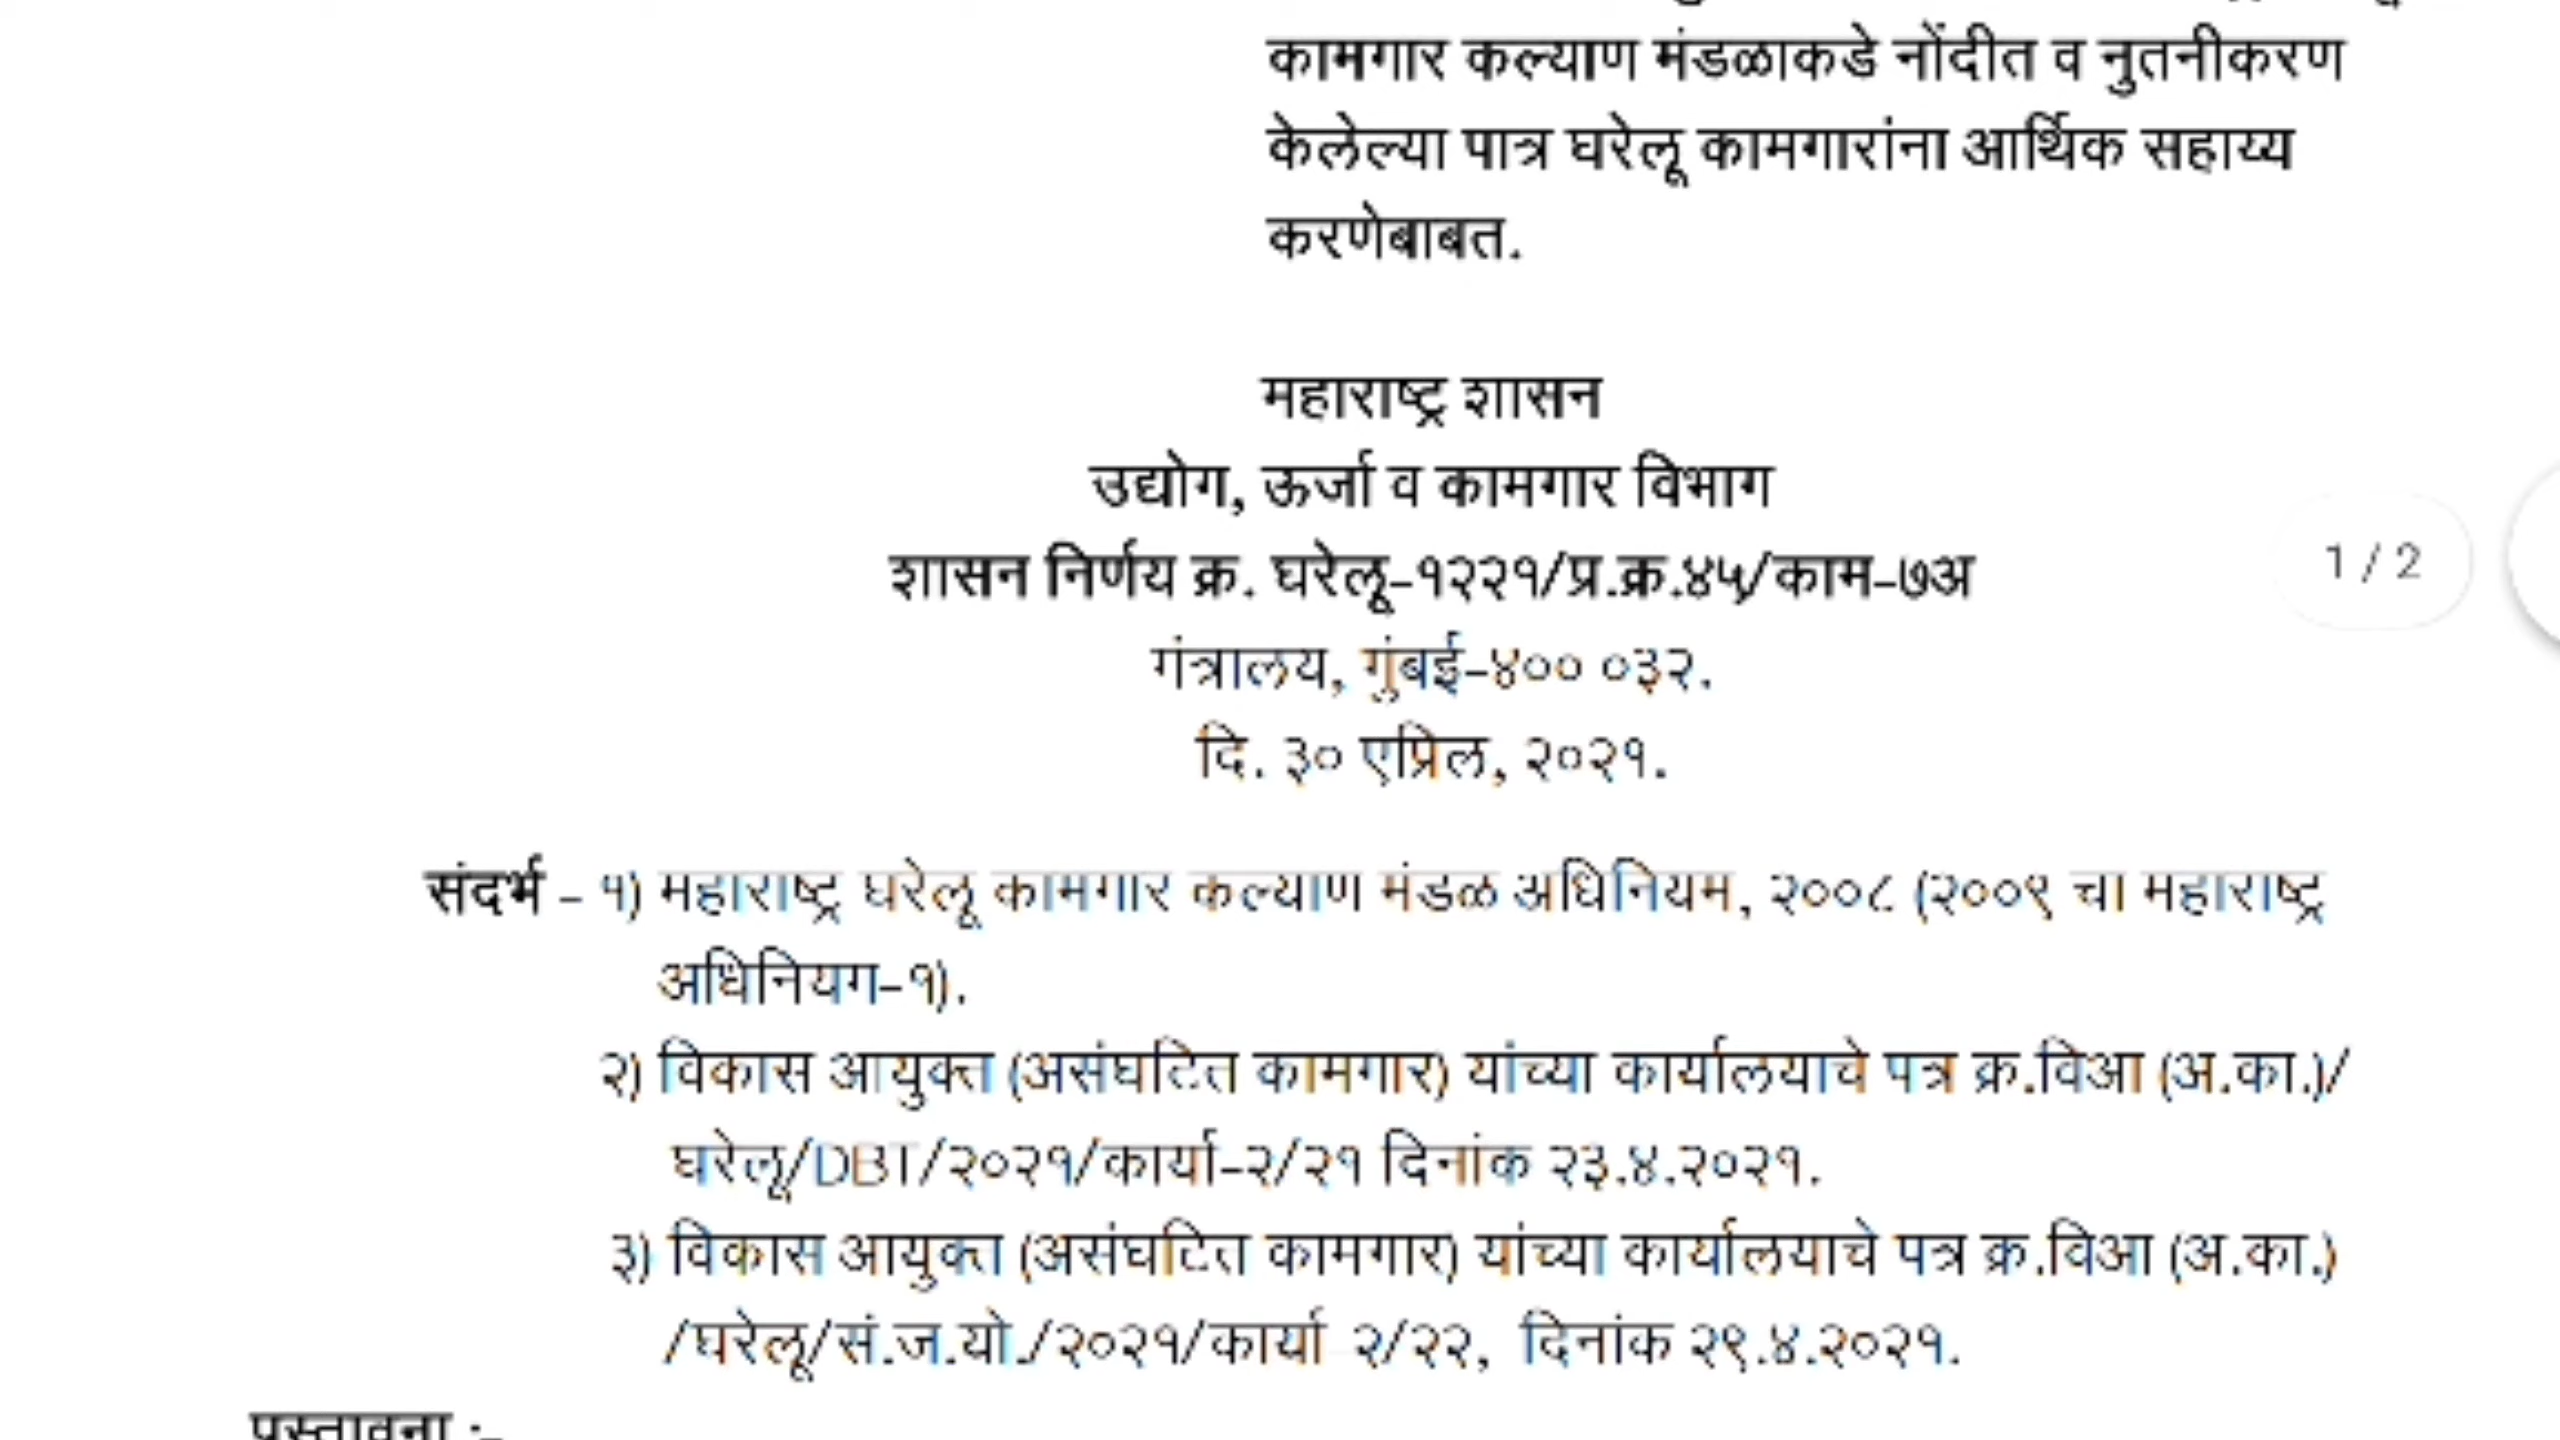 कामगार कल्याण मंडळाकडे नोंदीत व नुतनीकरण
केलेल्या पात्र घरेलू कामगारांना आर्थिक सहाय्य
करणेबाबत.
महाराष्ट्र शासन
उद्योग, ऊर्जा व कामगार विभाग
शासन निर्णय क्र. घरेलू-१२२१/प्र.क्र.४५/काम-७अ
1 / 2
मंत्रालय, मुंबई-४०० ०३२.
दि. ३० एप्रिल, २०२१.
संदर्भ - १) महाराष्ट्र घरेलू कामगार कल्याण मंडळ अधिनियम, २००८ (२००९ चा महाराष्ट्र
अधिनियम-१).
२) विकास आयुक्त (असंघटित कामगार) यांच्या कार्यालयाचे पत्र क्र.विआ (अ.का.)/
घरेलू/DBT/२०२१/कार्या-२/२१ दिनांक २३.४.२०२१.
३) विकास आयुक्त (असंघटित कामगार) यांच्या कार्यालयाचे पत्र क्र.विआ (अ.का.)
/घरेलू/सं.ज.यो./२०२१/कार्या २/२२, दिनांक २९.४.२०२१.
प्रस्तावना :-